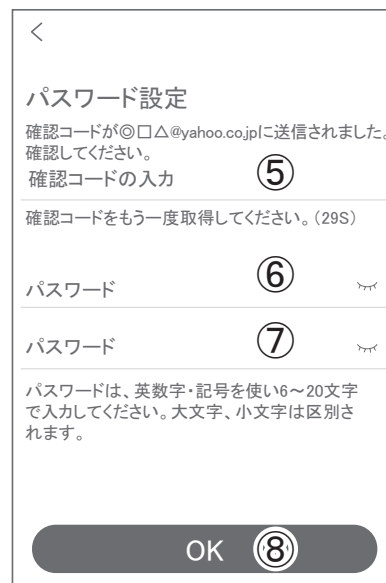 <
パスワード設定
確認コードが◎□△@yahoo.co.jpに送信されました。
確認してください。
確認コードの入力 ⑤
確認コードをもう一度取得してください。(29S)
パスワード ⑥
パスワード ⑦
パスワードは、英数字・記号を使い6～20文字
で入力してください。大文字、小文字は区別さ
れます。
OK ⑧